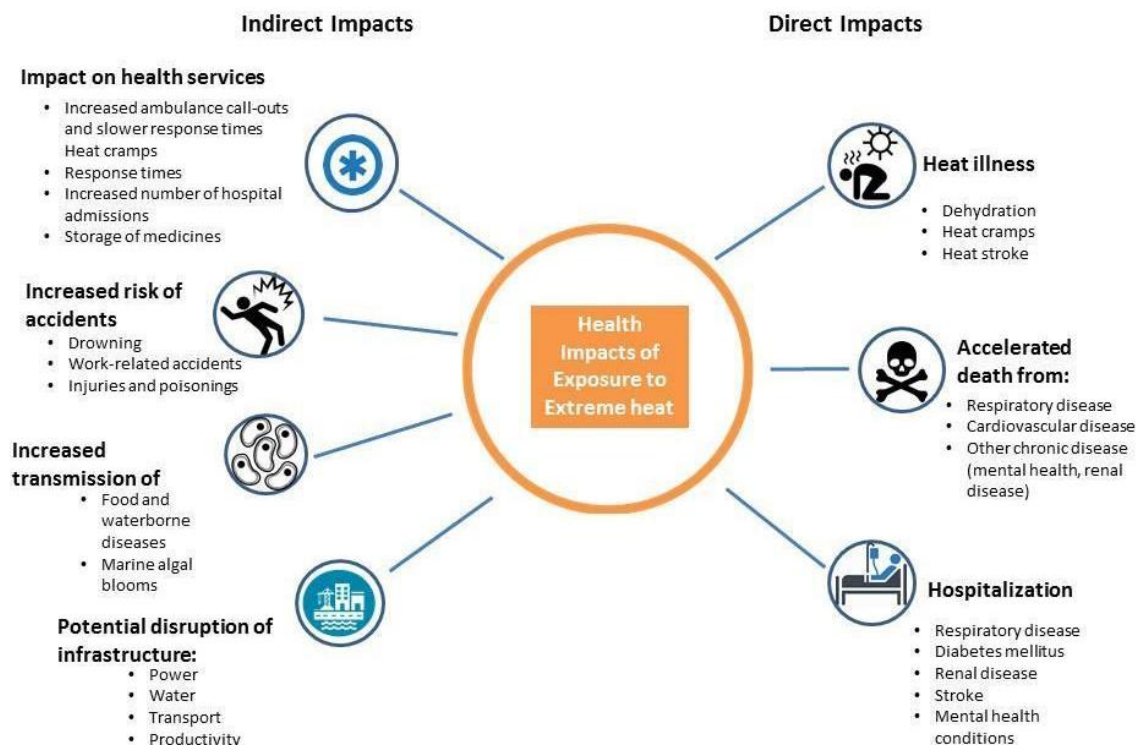 Indirect Impacts
Impact on health services
• Increased ambulance call-outs
and slower response times
Heat cramps
• Response times
• Increased number of hospital
admissions
• Storage of medicines
Increased risk of
accidents
• Drowning
• Work-related accidents
• Injuries and poisonings
Increased
transmission of
• Food and
waterborne
diseases
• Marine algal
blooms
Potential disruption of
infrastructure:
• Power
• Water
• Transport
• Productivity
Health
Impacts of
Exposure to
Extreme heat
Direct Impacts
Heat illness
• Dehydration
• Heat cramps
• Heat stroke
Accelerated
death from:
• Respiratory disease
• Cardiovascular disease
• Other chronic disease
(mental health, renal
disease)
Hospitalization
• Respiratory disease
• Diabetes mellitus
• Renal disease
• Stroke
• Mental health
conditions